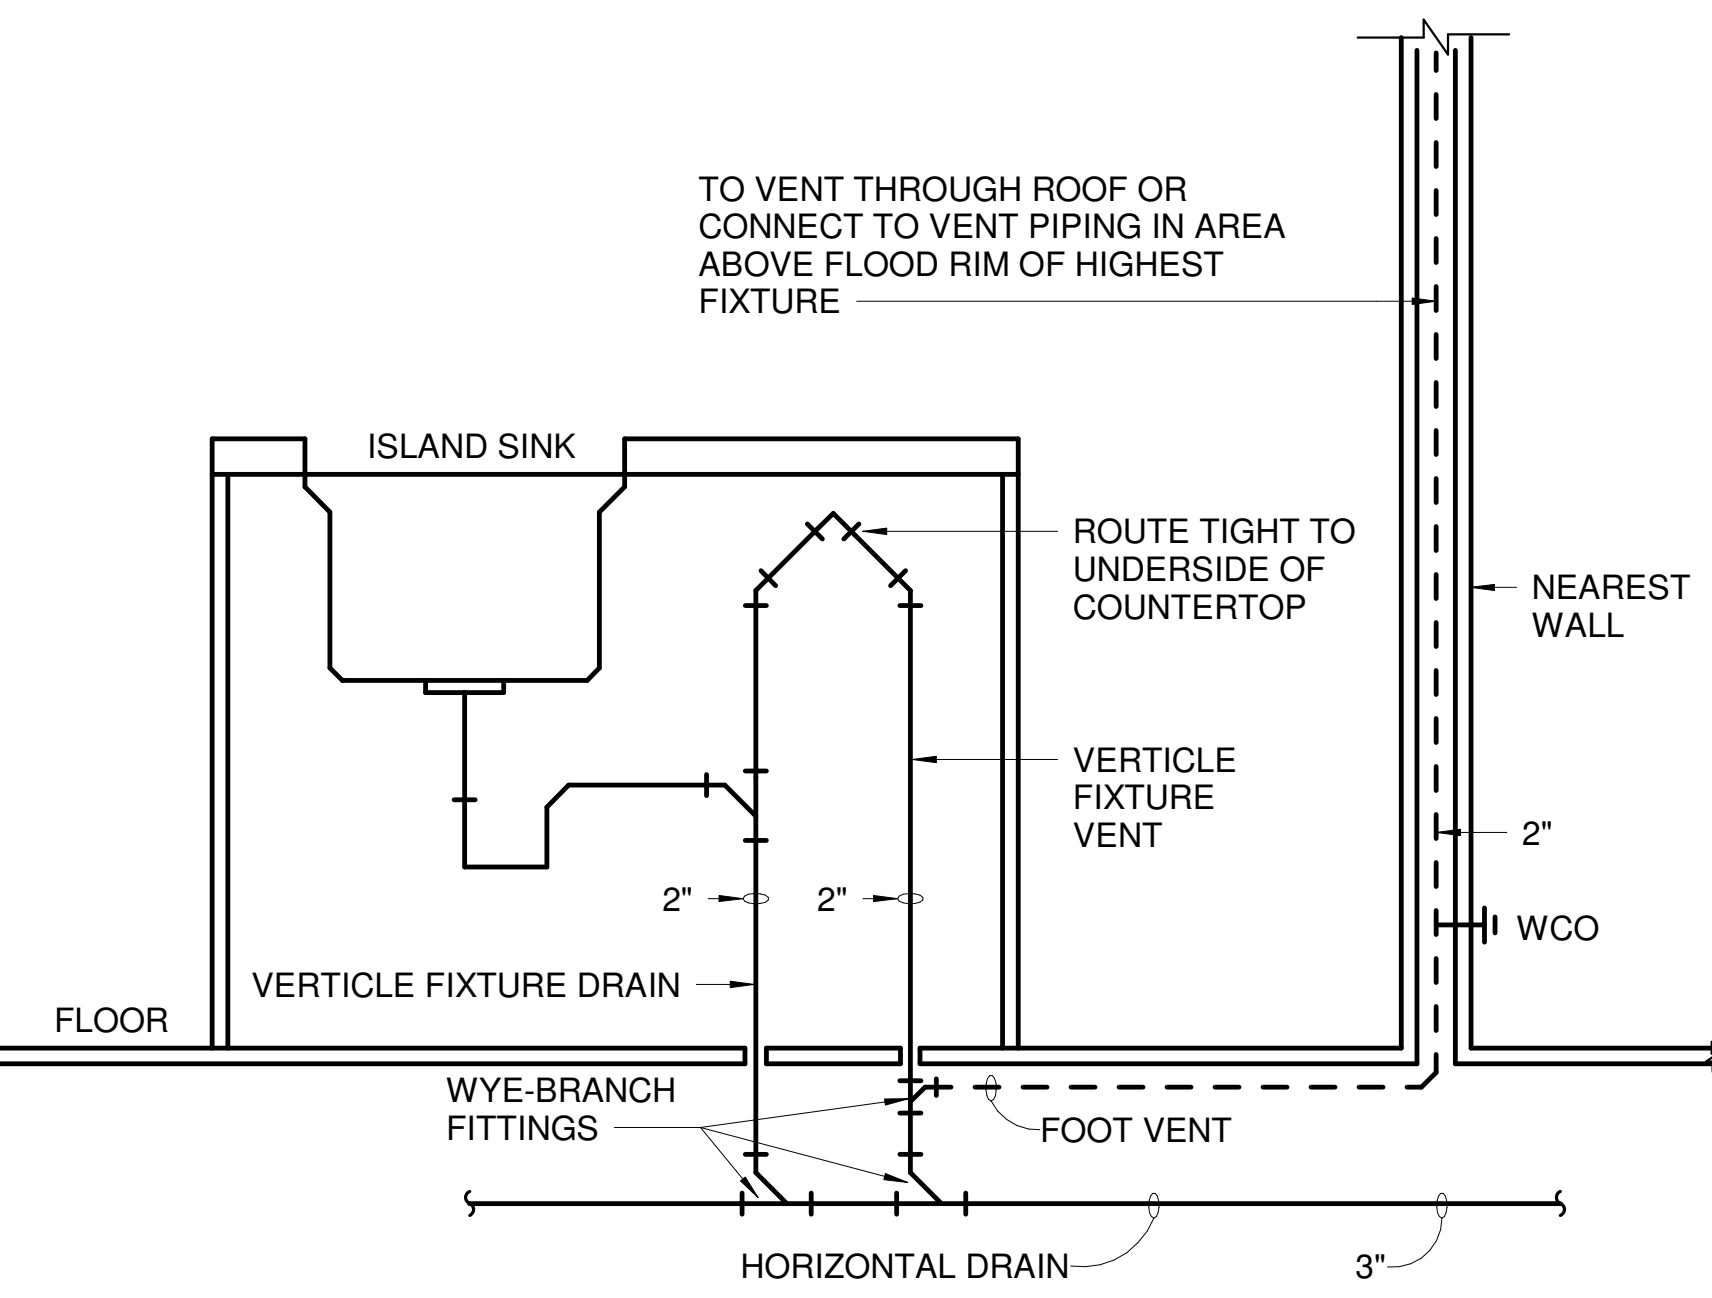 TO VENT THROUGH ROOF OR
CONNECT TO VENT PIPING IN AREA
ABOVE FLOOD RIM OF HIGHEST
FIXTURE
ISLAND SINK
ROUTE TIGHT TO
UNDERSIDE OF
COUNTERTOP
NEAREST
WALL
VERTICLE
FIXTURE
VENT
2"
2"
2"
WCO
VERTICLE FIXTURE DRAIN
FLOOR
WYE-BRANCH
FITTINGS
FOOT VENT
HORIZONTAL DRAIN
3"